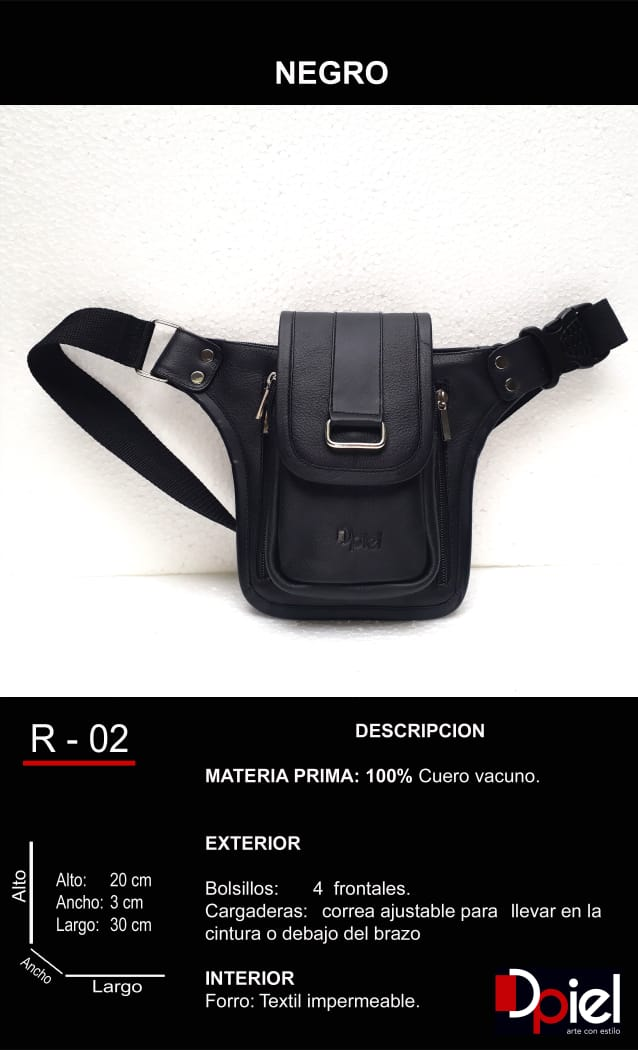 NEGRO
Dpiel
R - 02
DESCRIPCION
MATERIA PRIMA: 100% Cuero vacuno.
EXTERIOR
Alto: 20 cm
Ancho: 3 cm
Largo: 30 cm
Alto
Ancho
Largo
Bolsillos: 4 frontales.
Cargaderas: correa ajustable para llevar en la
cintura o debajo del brazo
INTERIOR
Forro: Textil impermeable.
Dpiel
arte con estilo